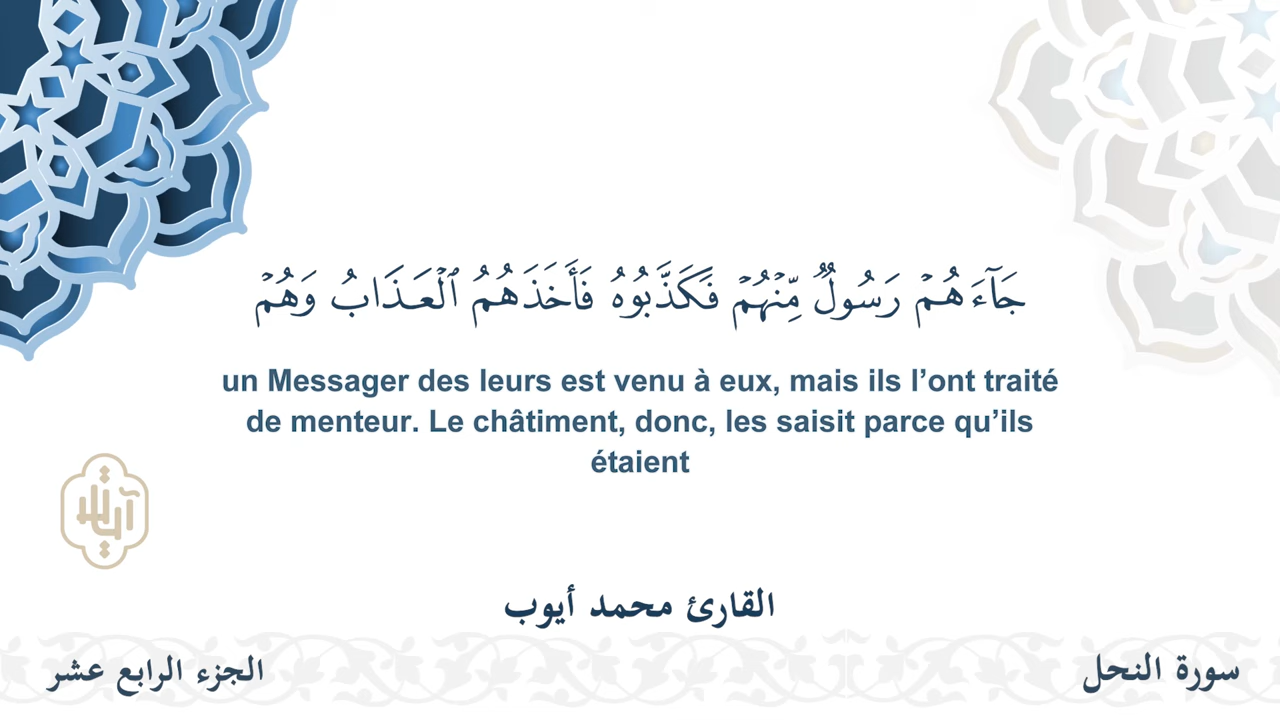 جَآءَهُمۡ رَسُولٌ مِّنۡهُمۡ فَكَذَّبُوهُ فَأَخَذَهُمُ ٱلۡعَذَابُ وَهُمۡ
un Messager des leurs est venu à eux, mais ils l’ont traité
de menteur. Le châtiment, donc, les saisit parce qu’ils
étaient
القارئ محمد أيوب
سورة النحل
الجزء الرابع عشر